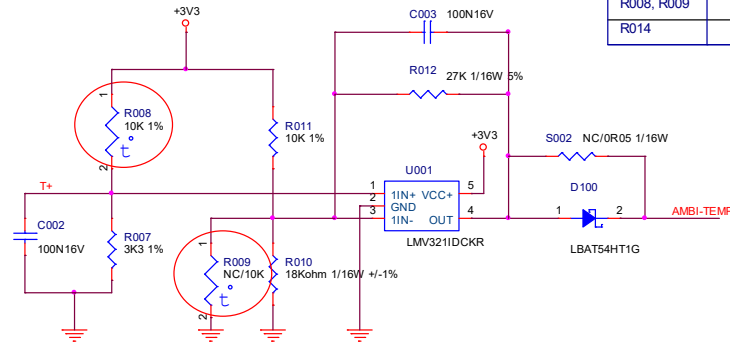 R008, R009
R014
+3V3
C003 100N16V
R012 27K 1/16W 5%
1
R008
10K 1%
t°
2
R011
10K 1%
+3V3
S002 NC/0R05 1/16W
U001
T+
1 1IN+ VCC+ 5
2 GND
3 1IN- OUT 4
LMV321IDCKR
D100
1 2
AMBI-TEMP
LBAT54HT1G
C002
100N16V
R007
3K3 1%
1
R009
NC/10K
t°
2
R010
18Kohm 1/16W +/-1%